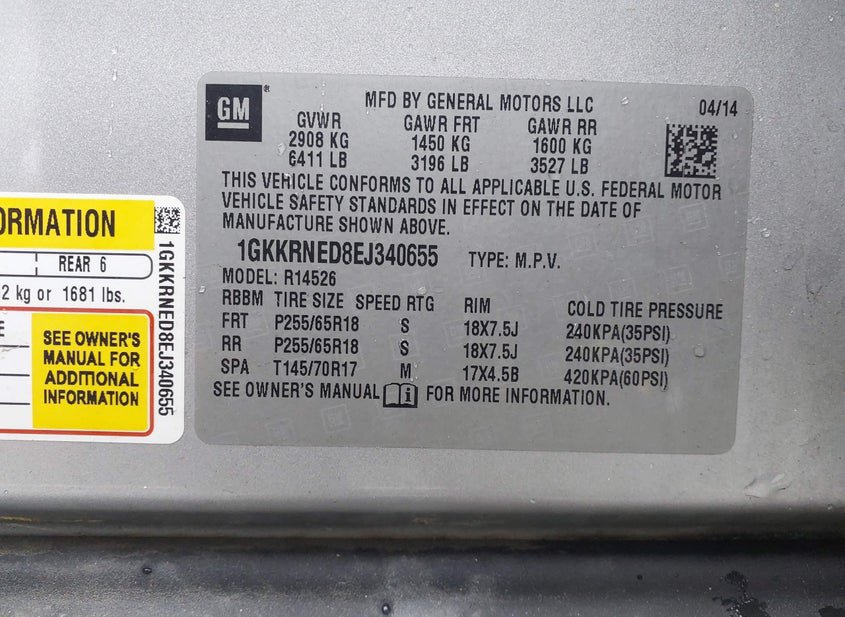 GM ®
MFD BY GENERAL MOTORS LLC 04/14
GVWR GAWR FRT GAWR RR
2908 KG 1450 KG 1600 KG
6411 LB 3196 LB 3527 LB
THIS VEHICLE CONFORMS TO ALL APPLICABLE U.S. FEDERAL MOTOR
VEHICLE SAFETY STANDARDS IN EFFECT ON THE DATE OF
MANUFACTURE SHOWN ABOVE.
1GKKRNED8EJ340655 TYPE: M.P.V.
MODEL: R14526
RBBM TIRE SIZE SPEED RTG RIM COLD TIRE PRESSURE
FRT P255/65R18 S 18X7.5J 240KPA(35PSI)
RR P255/65R18 S 18X7.5J 240KPA(35PSI)
SPA T145/70R17 M 17X4.5B 420KPA(60PSI)
SEE OWNER'S MANUAL FOR MORE INFORMATION.
ORMATION
REAR 6
2 kg or 1681 lbs.
E
SEE OWNER'S
MANUAL FOR
ADDITIONAL
INFORMATION
1GKKRNED8EJ340655